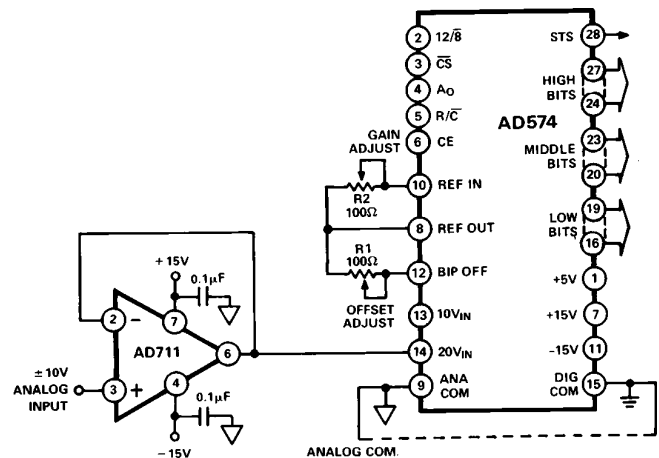 2 12/8̅ STS 28
3 C̅S̅ 27
4 A₀ HIGH BITS
5 R/C̅ 24
GAIN ADJUST 6 CE AD574
23
MIDDLE BITS
20
10 REF IN
R2 100Ω
19
8 REF OUT LOW BITS
16
R1 100Ω
12 BIP OFF
+5V 1
OFFSET ADJUST
13 10VIN +15V 7
14 20VIN -15V 11
9 ANA COM DIG COM 15
+15V
0.1μF
2 − 7
AD711 6
±10V ANALOG INPUT
3 + 4
0.1μF
−15V
ANALOG COM.